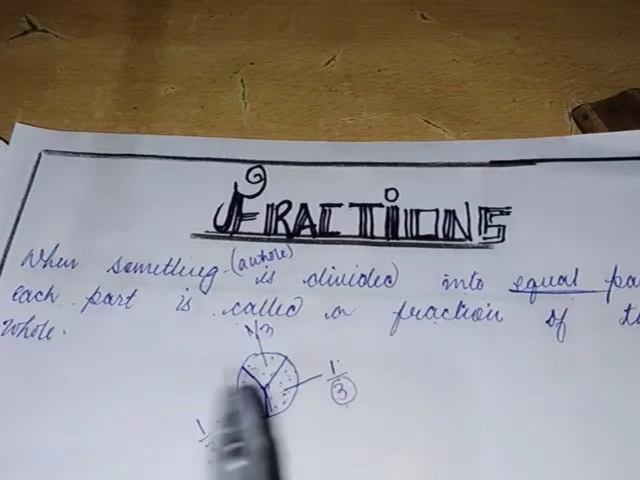 FRACTIONS
When something (a whole) is divided into equal pa
each part is called a fraction of t
whole.
1/3
1
3
1